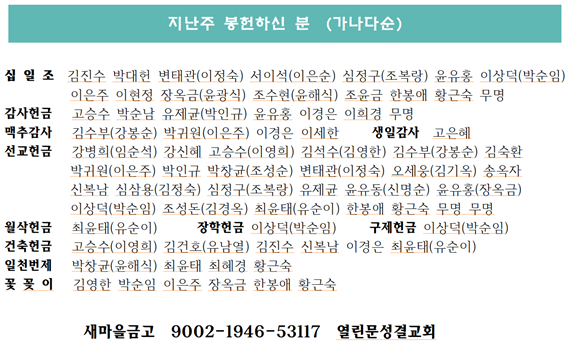 지난주 봉헌하신 분 (가나다순)
십 일 조 김진수 박대헌 변태관(이정숙) 서이석(이은순) 심정구(조복랑) 윤유홍 이상덕(박순임)
이은주 이현정 장옥금(윤광식) 조수현(윤해식) 조윤금 한봉애 황근숙 무명
감사헌금 고승수 박순남 유제균(박인규) 윤유홍 이경은 이희경 무명
맥추감사 김수부(강봉순) 박귀원(이은주) 이경은 이세한 생일감사 고은혜
선교헌금 강병희(임순석) 강신혜 고승수(이영희) 김석수(김영한) 김수부(강봉순) 김숙환
박귀원(이은주) 박인규 박창균(조성순) 변태관(이정숙) 오세웅(김기옥) 송옥자
신복남 심삼용(김정숙) 심정구(조복랑) 유제균 윤유동(신명순) 윤유홍(장옥금)
이상덕(박순임) 조성돈(김경옥) 최윤태(유순이) 한봉애 황근숙 무명 무명
월삭헌금 최윤태(유순이) 장학헌금 이상덕(박순임) 구제헌금 이상덕(박순임)
건축헌금 고승수(이영희) 김건호(유남열) 김진수 신복남 이경은 최윤태(유순이)
일천번제 박창균(윤해식) 최윤태 최혜경 황근숙
꽃 꽂 이 김영한 박순임 이은주 장옥금 한봉애 황근숙
새마을금고 9002-1946-53117 열린문성결교회